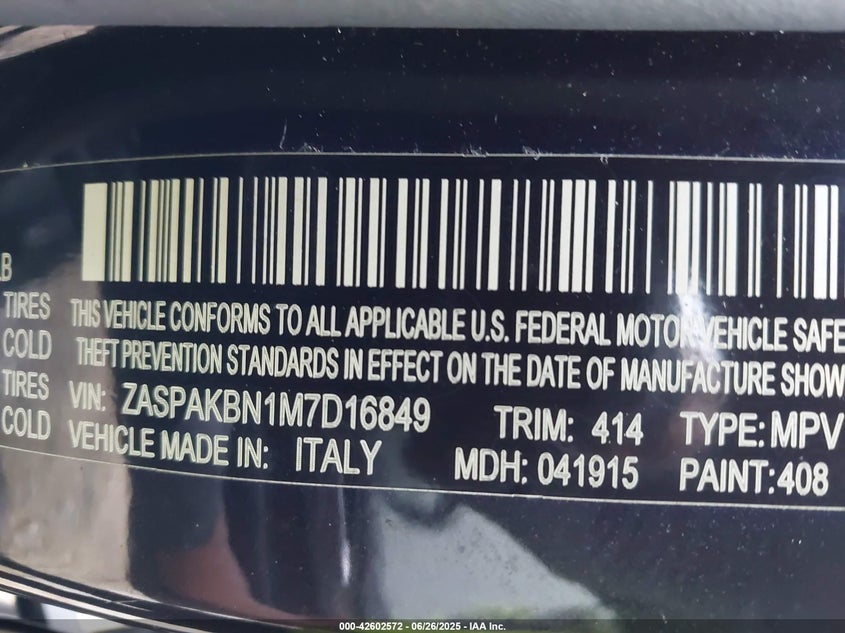 LB
TIRES
COLD
TIRES
COLD
THIS VEHICLE CONFORMS TO ALL APPLICABLE U.S. FEDERAL MOTOR VEHICLE SAFE
THEFT PREVENTION STANDARDS IN EFFECT ON THE DATE OF MANUFACTURE SHOW
VIN: ZASPAKBN1M7D16849 TRIM: 414 TYPE: MPV
VEHICLE MADE IN: ITALY MDH: 041915 PAINT: 408
000-42602572 - 06/26/2025 - IAA Inc.